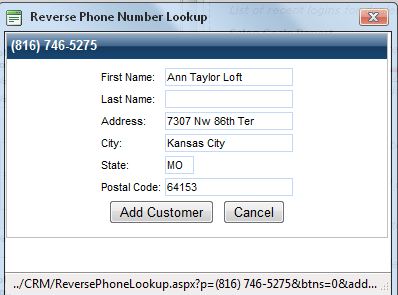 Reverse Phone Number Lookup
(816) 746-5275
First Name: Ann Taylor Loft
Last Name:
Address: 7307 Nw 86th Ter
City: Kansas City
State: MO
Postal Code: 64153
Add Customer Cancel
../CRM/ReversePhoneLookup.aspx?p=(816) 746-5275&btns=0&add...